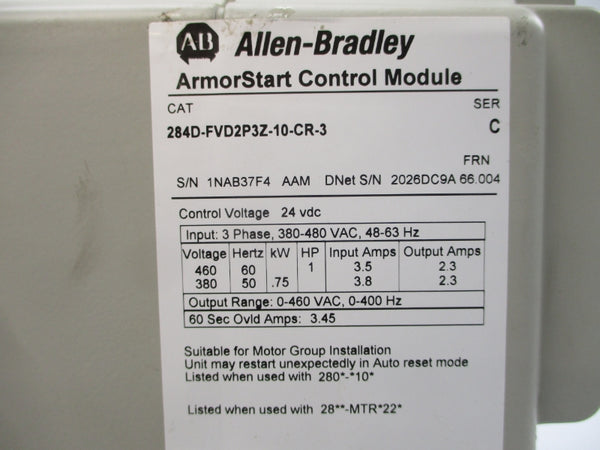 AB Allen-Bradley
ArmorStart Control Module
CAT SER
284D-FVD2P3Z-10-CR-3 C
FRN
S/N 1NAB37F4 AAM DNet S/N 2026DC9A 66.004
Control Voltage 24 vdc
Input: 3 Phase, 380-480 VAC, 48-63 Hz
Voltage Hertz kW HP Input Amps Output Amps
460 60 1 3.5 2.3
380 50 .75 3.8 2.3
Output Range: 0-460 VAC, 0-400 Hz
60 Sec Ovld Amps: 3.45
Suitable for Motor Group Installation
Unit may restart unexpectedly in Auto reset mode
Listed when used with 280*-*10*
Listed when used with 28**-MTR*22*